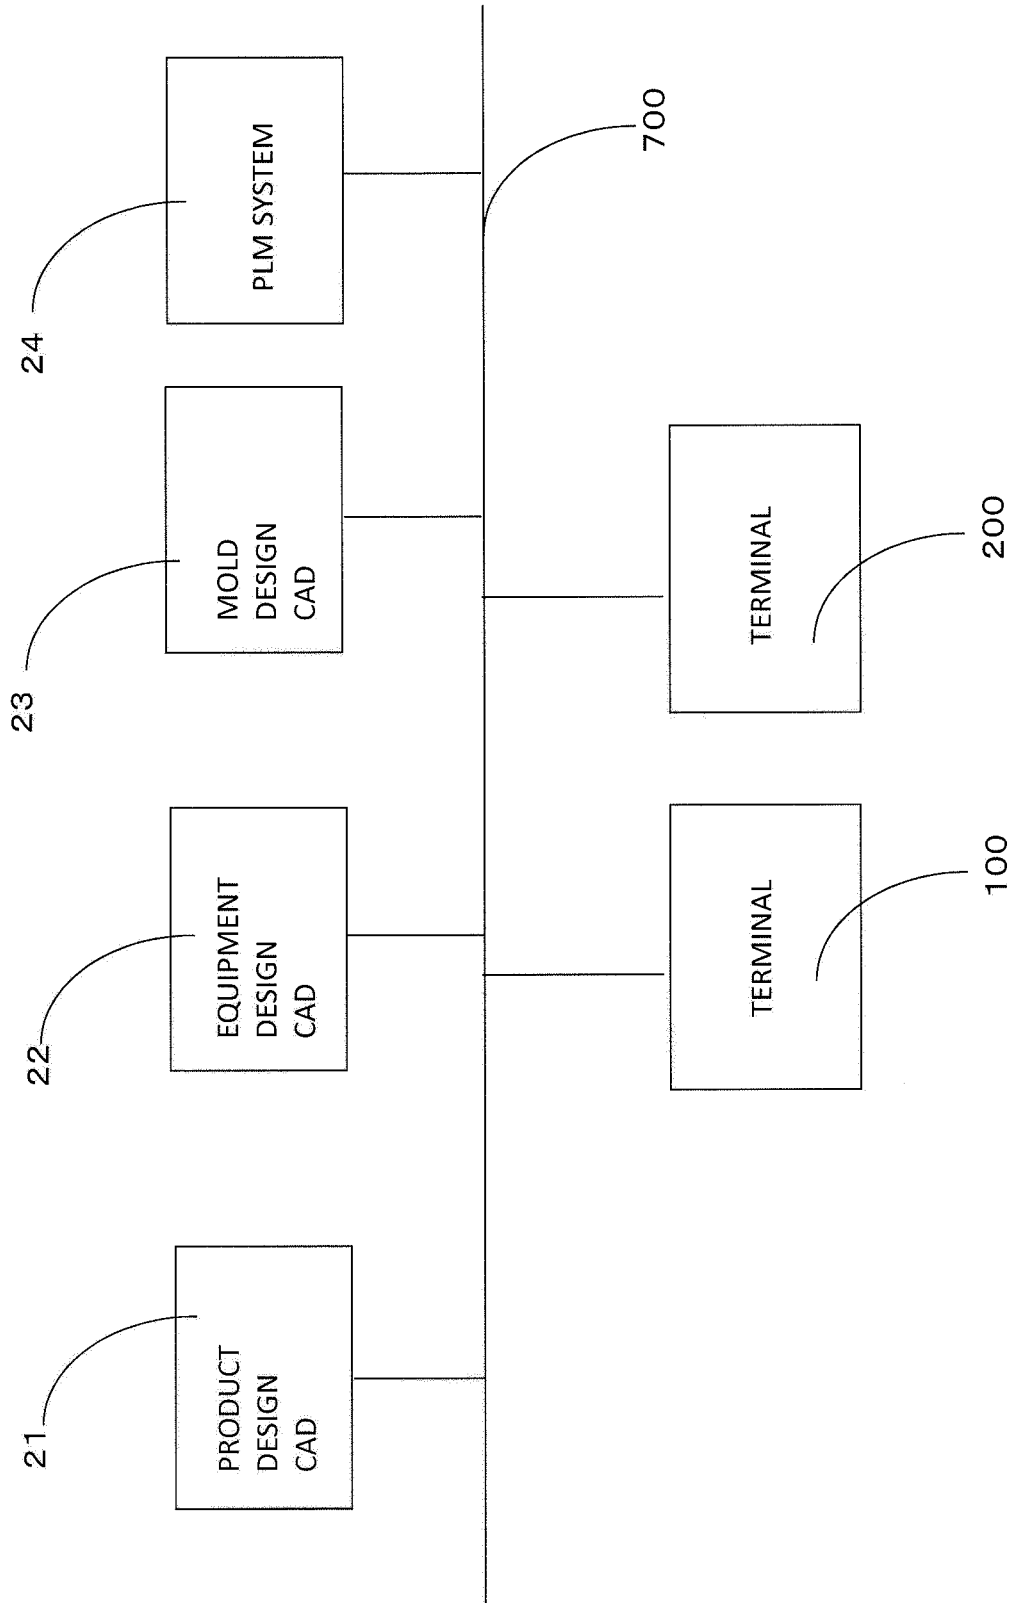 21
PRODUCT
DESIGN
CAD
22
EQUIPMENT
DESIGN
CAD
23
MOLD
DESIGN
CAD
24
PLM SYSTEM
700
TERMINAL
100
TERMINAL
200